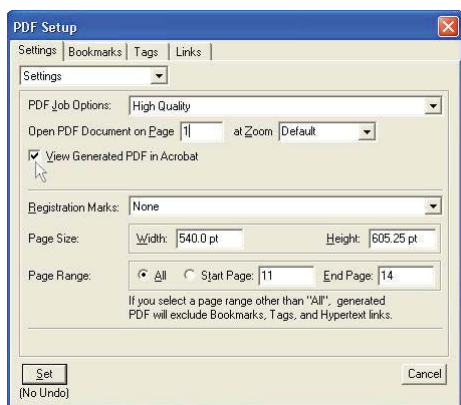 PDF Setup
Settings Bookmarks Tags Links
Settings
PDF Job Options: High Quality
Open PDF Document on Page 1 at Zoom Default
View Generated PDF in Acrobat
Registration Marks: None
Page Size: Width: 540.0 pt Height: 605.25 pt
Page Range: All Start Page: 11 End Page: 14
If you select a page range other than "All", generated
PDF will exclude Bookmarks, Tags, and Hypertext links.
Set Cancel
(No Undo)